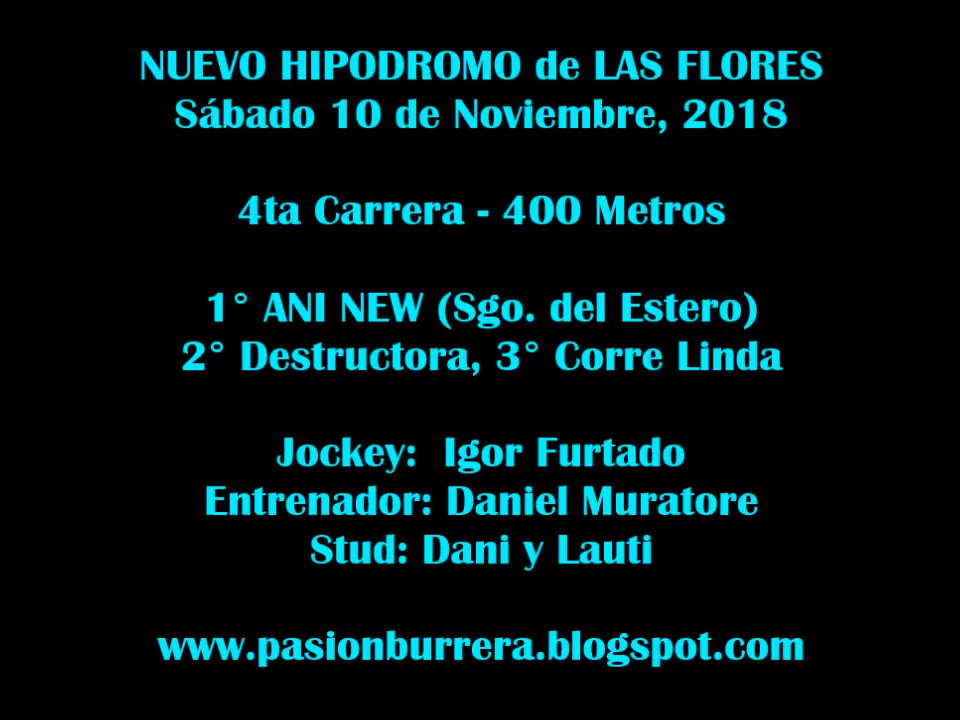 NUEVO HIPODROMO de LAS FLORES
Sábado 10 de Noviembre, 2018
4ta Carrera - 400 Metros
1° ANI NEW (Sgo. del Estero)
2° Destructora, 3° Corre Linda
Jockey: Igor Furtado
Entrenador: Daniel Muratore
Stud: Dani y Lauti
www.pasionburrera.blogspot.com